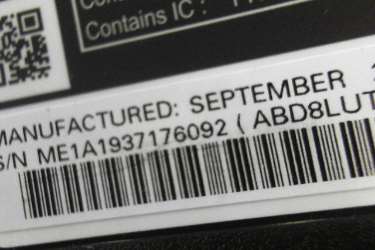 Contains IC :
MANUFACTURED: SEPTEMBER
S/N ME1A1937176092 ( ABD8LUT